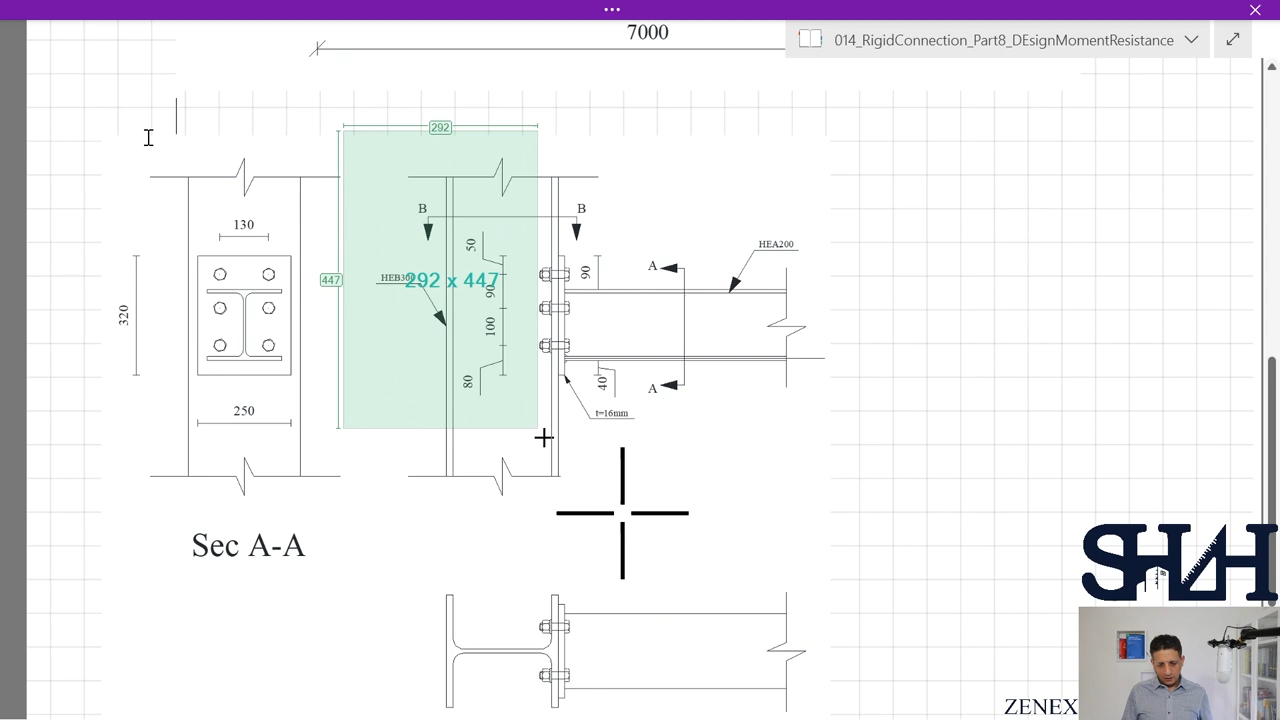 014_RigidConnection_Part8_DEsignMomentResistance
7000
292
B
B
130
50
HEA200
A
90
447
292 x 447
90
320
100
80
40
A
250
t=16mm
Sec A-A
SHZH
ZENEX